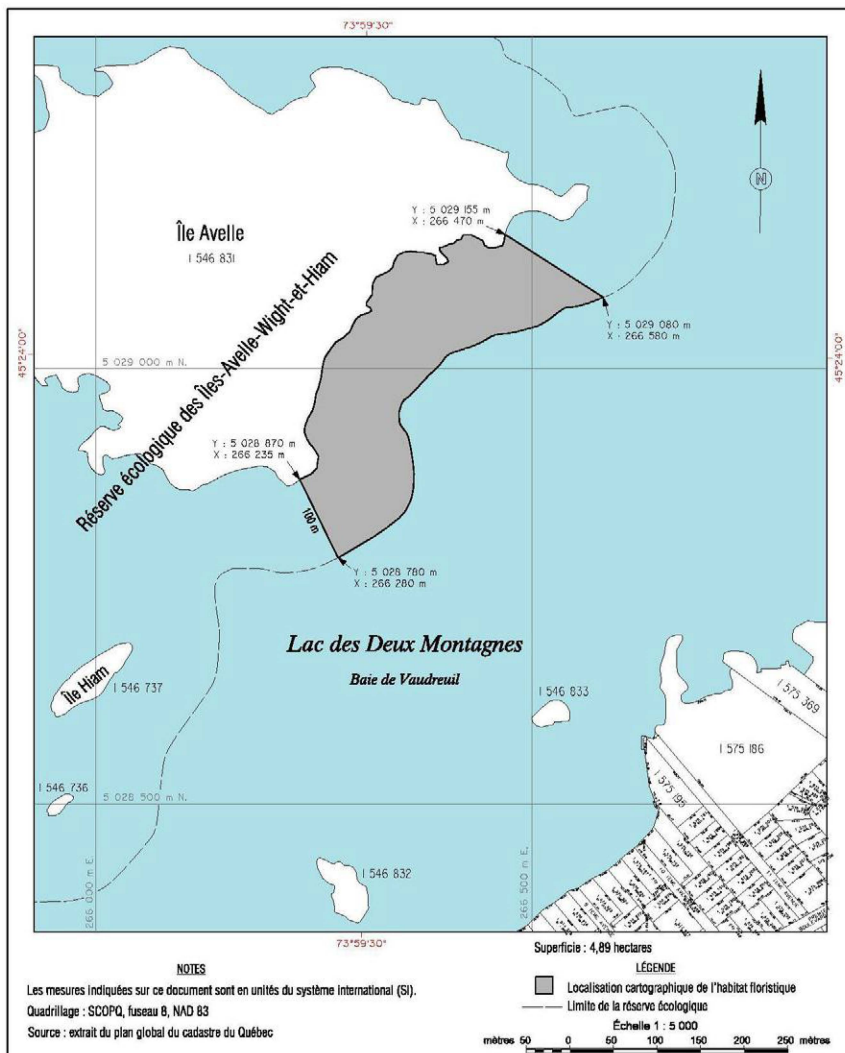 73°59'30"
Y : 5 029 155 m
X : 266 470 m
Île Avelle
1 546 831
Réserve écologique des Îles-Avelle-Wight-et-Hiam
N
Y : 5 029 080 m
X : 266 580 m
45°24'00"
45°24'00"
5 029 000 m N.
Y : 5 028 870 m
X : 266 235 m
100 m
Y : 5 028 780 m
X : 266 280 m
Lac des Deux Montagnes
Baie de Vaudreuil
Île Hiam
1 546 737
1 546 833
1 575 369
1 575 186
1 575 195
1 546 736
5 028 500 m N.
266 000 m E.
266 500 m E.
1 546 832
73°59'30"
Superficie : 4,89 hectares
NOTES
Les mesures indiquées sur ce document sont en unités du système international (SI).
Quadrillage : SCOPQ, fuseau 8, NAD 83
Source : extrait du plan global du cadastre du Québec
LÉGENDE
Localisation cartographique de l'habitat floristique
Limite de la réserve écologique
Échelle 1 : 5 000
mètres 50 0 50 100 150 200 250 mètres